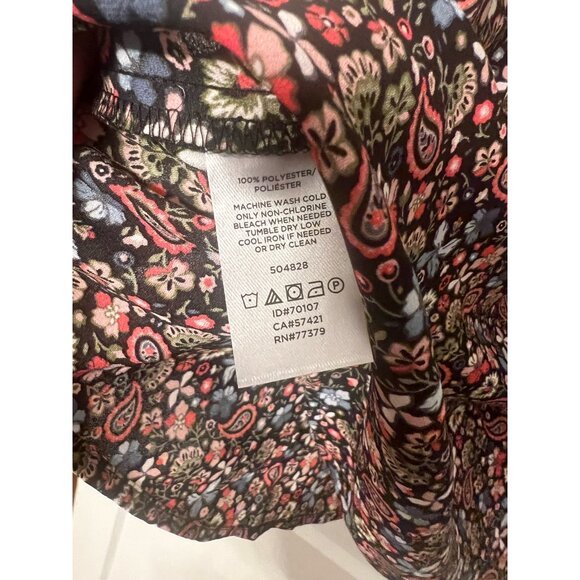 100% POLYESTER/
POLIÉSTER
MACHINE WASH COLD
ONLY NON-CHLORINE
BLEACH WHEN NEEDED
TUMBLE DRY LOW
COOL IRON IF NEEDED
OR DRY CLEAN
504828
P
ID#70107
CA#57421
RN#77379